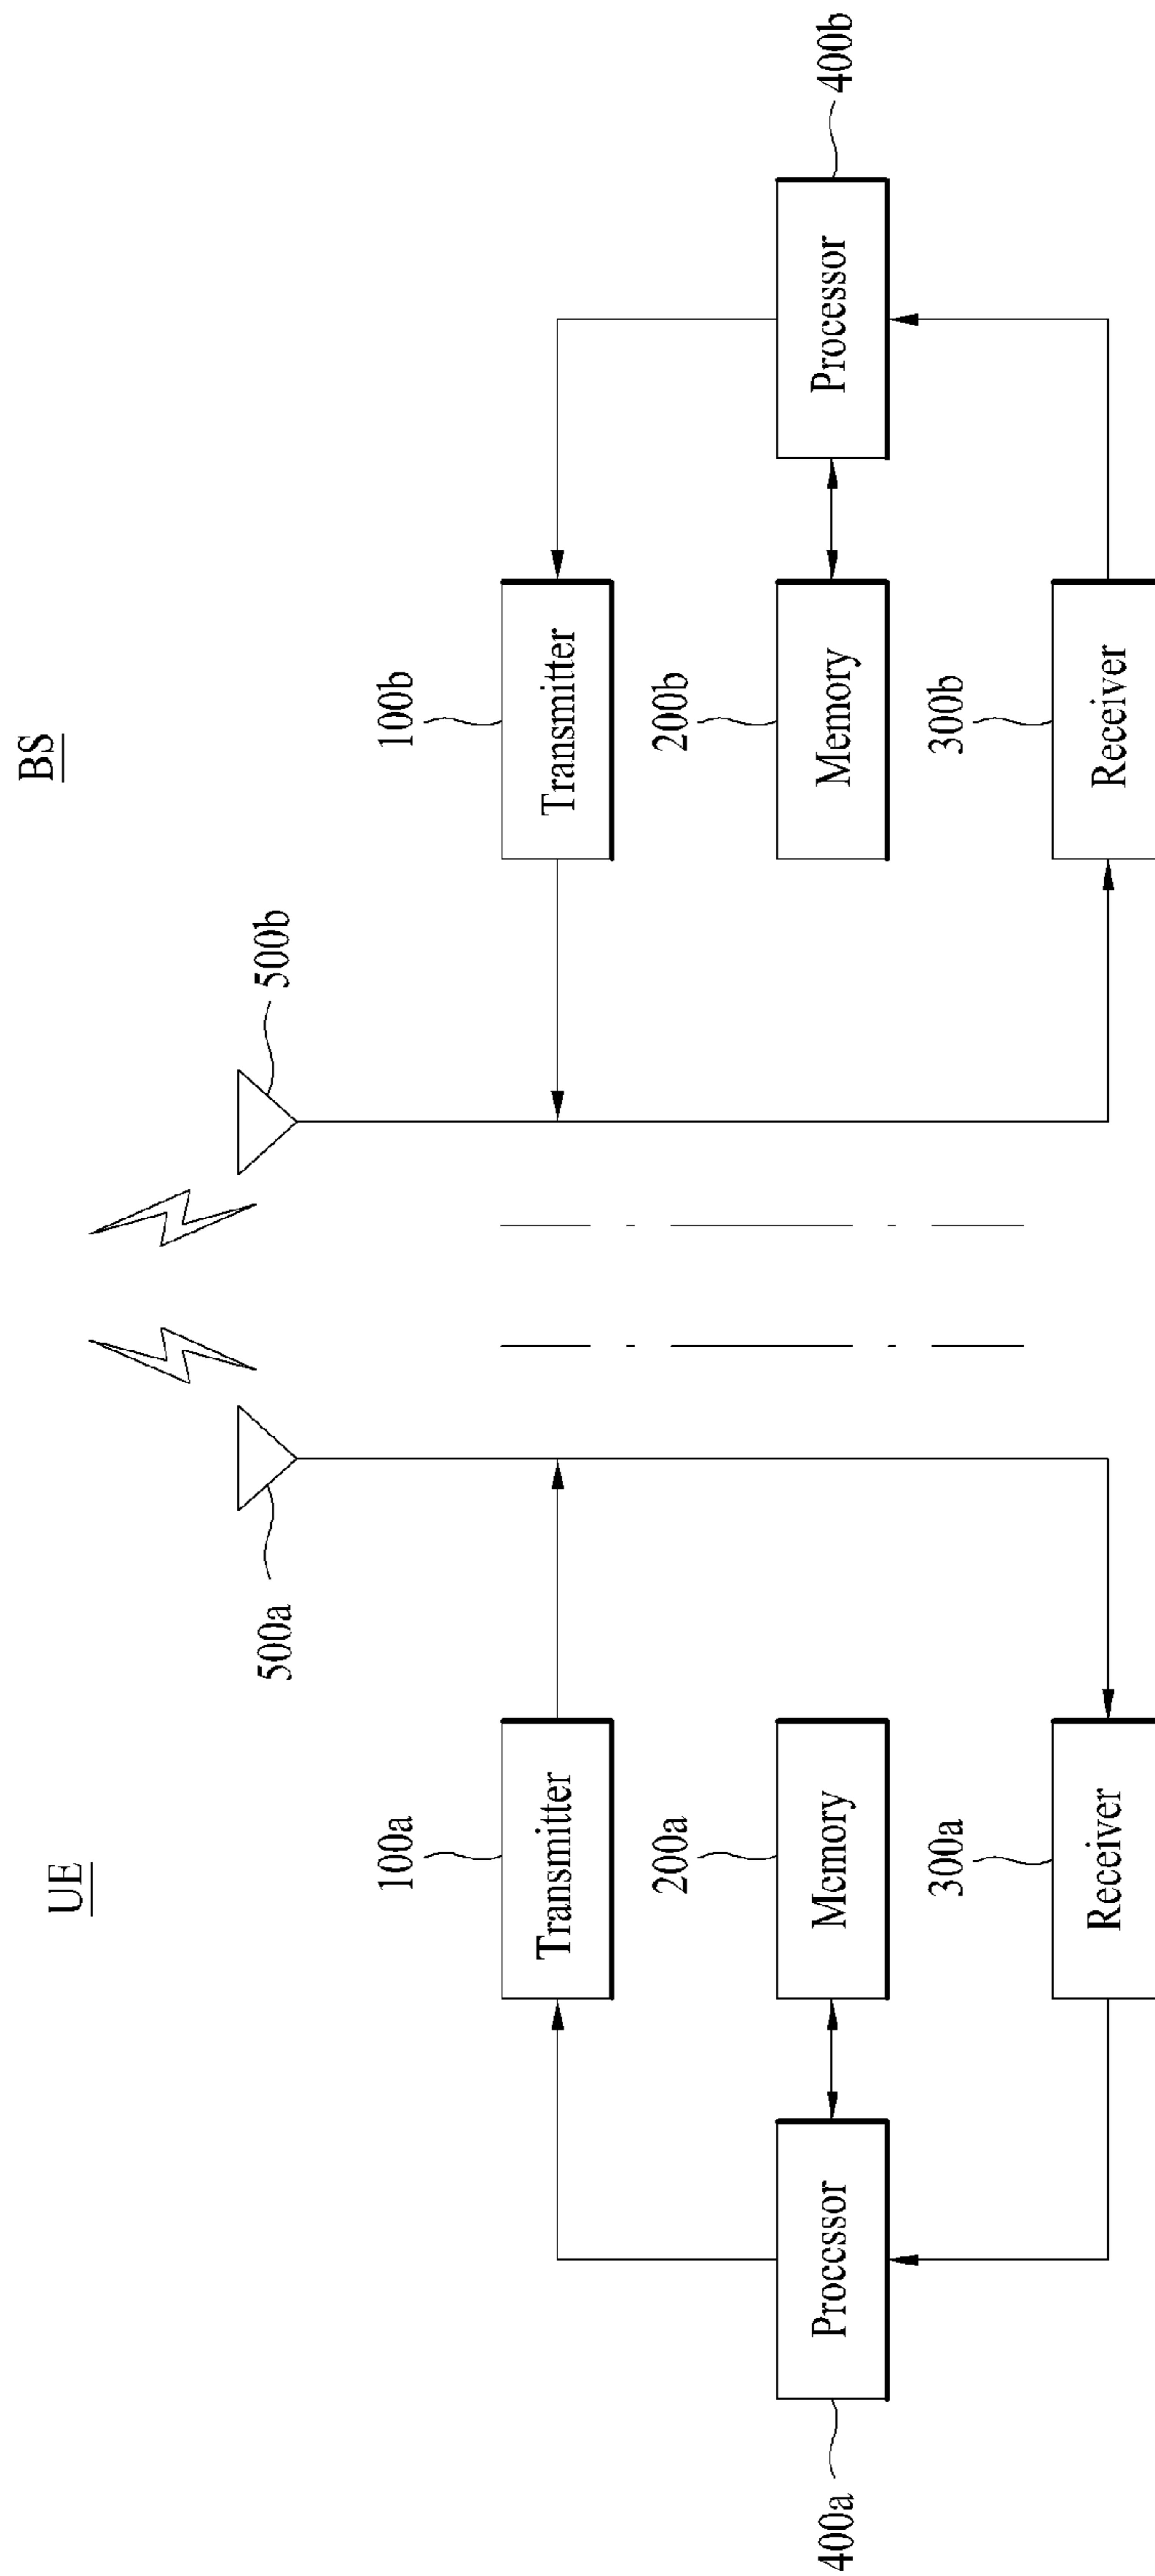 UE
BS
500a
500b
100a
Transmitter
100b
Transmitter
400a
Processor
200a
Memory
200b
Memory
Processor
400b
300a
Receiver
300b
Receiver